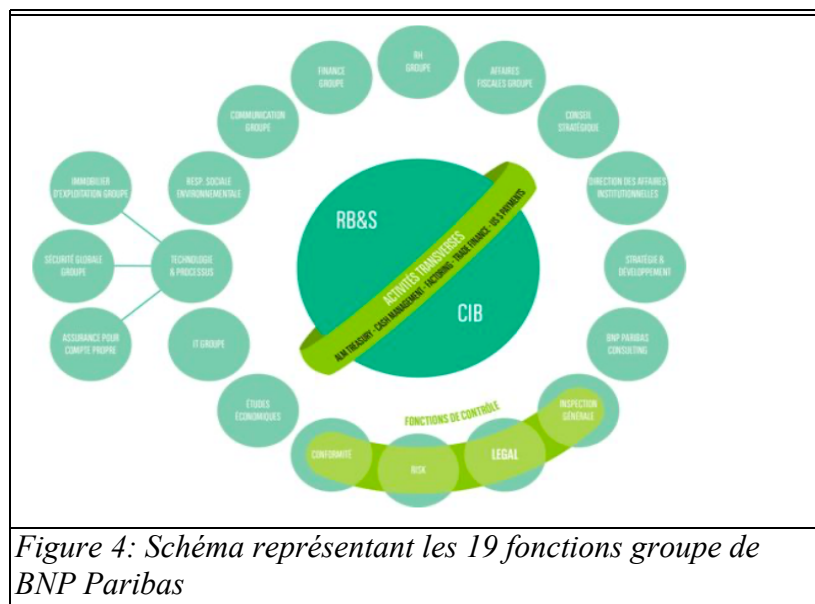 RH
GROUPE
FINANCE
GROUPE
AFFAIRES
FISCALES GROUPE
COMMUNICATION
GROUPE
CONSEIL
STRATÉGIQUE
IMMOBILIER
D'EXPLOITATION GROUPE
RESP. SOCIALE
ENVIRONNEMENTALE
DIRECTION DES AFFAIRES
INSTITUTIONNELLES
RB&S
ACTIVITÉS TRANSVERSES
ALM TREASURY - CASH MANAGEMENT - FACTORING - TRADE FINANCE - US $ PAYMENTS
CIB
SÉCURITÉ GLOBALE
GROUPE
TECHNOLOGIE
& PROCESSUS
STRATÉGIE &
DÉVELOPPEMENT
ASSURANCE POUR
COMPTE PROPRE
IT GROUPE
BNP PARIBAS
CONSULTING
ÉTUDES
ÉCONOMIQUES
FONCTIONS DE CONTRÔLE
INSPECTION
GÉNÉRALE
CONFORMITÉ
RISK
LEGAL
Figure 4: Schéma représentant les 19 fonctions groupe de
BNP Paribas